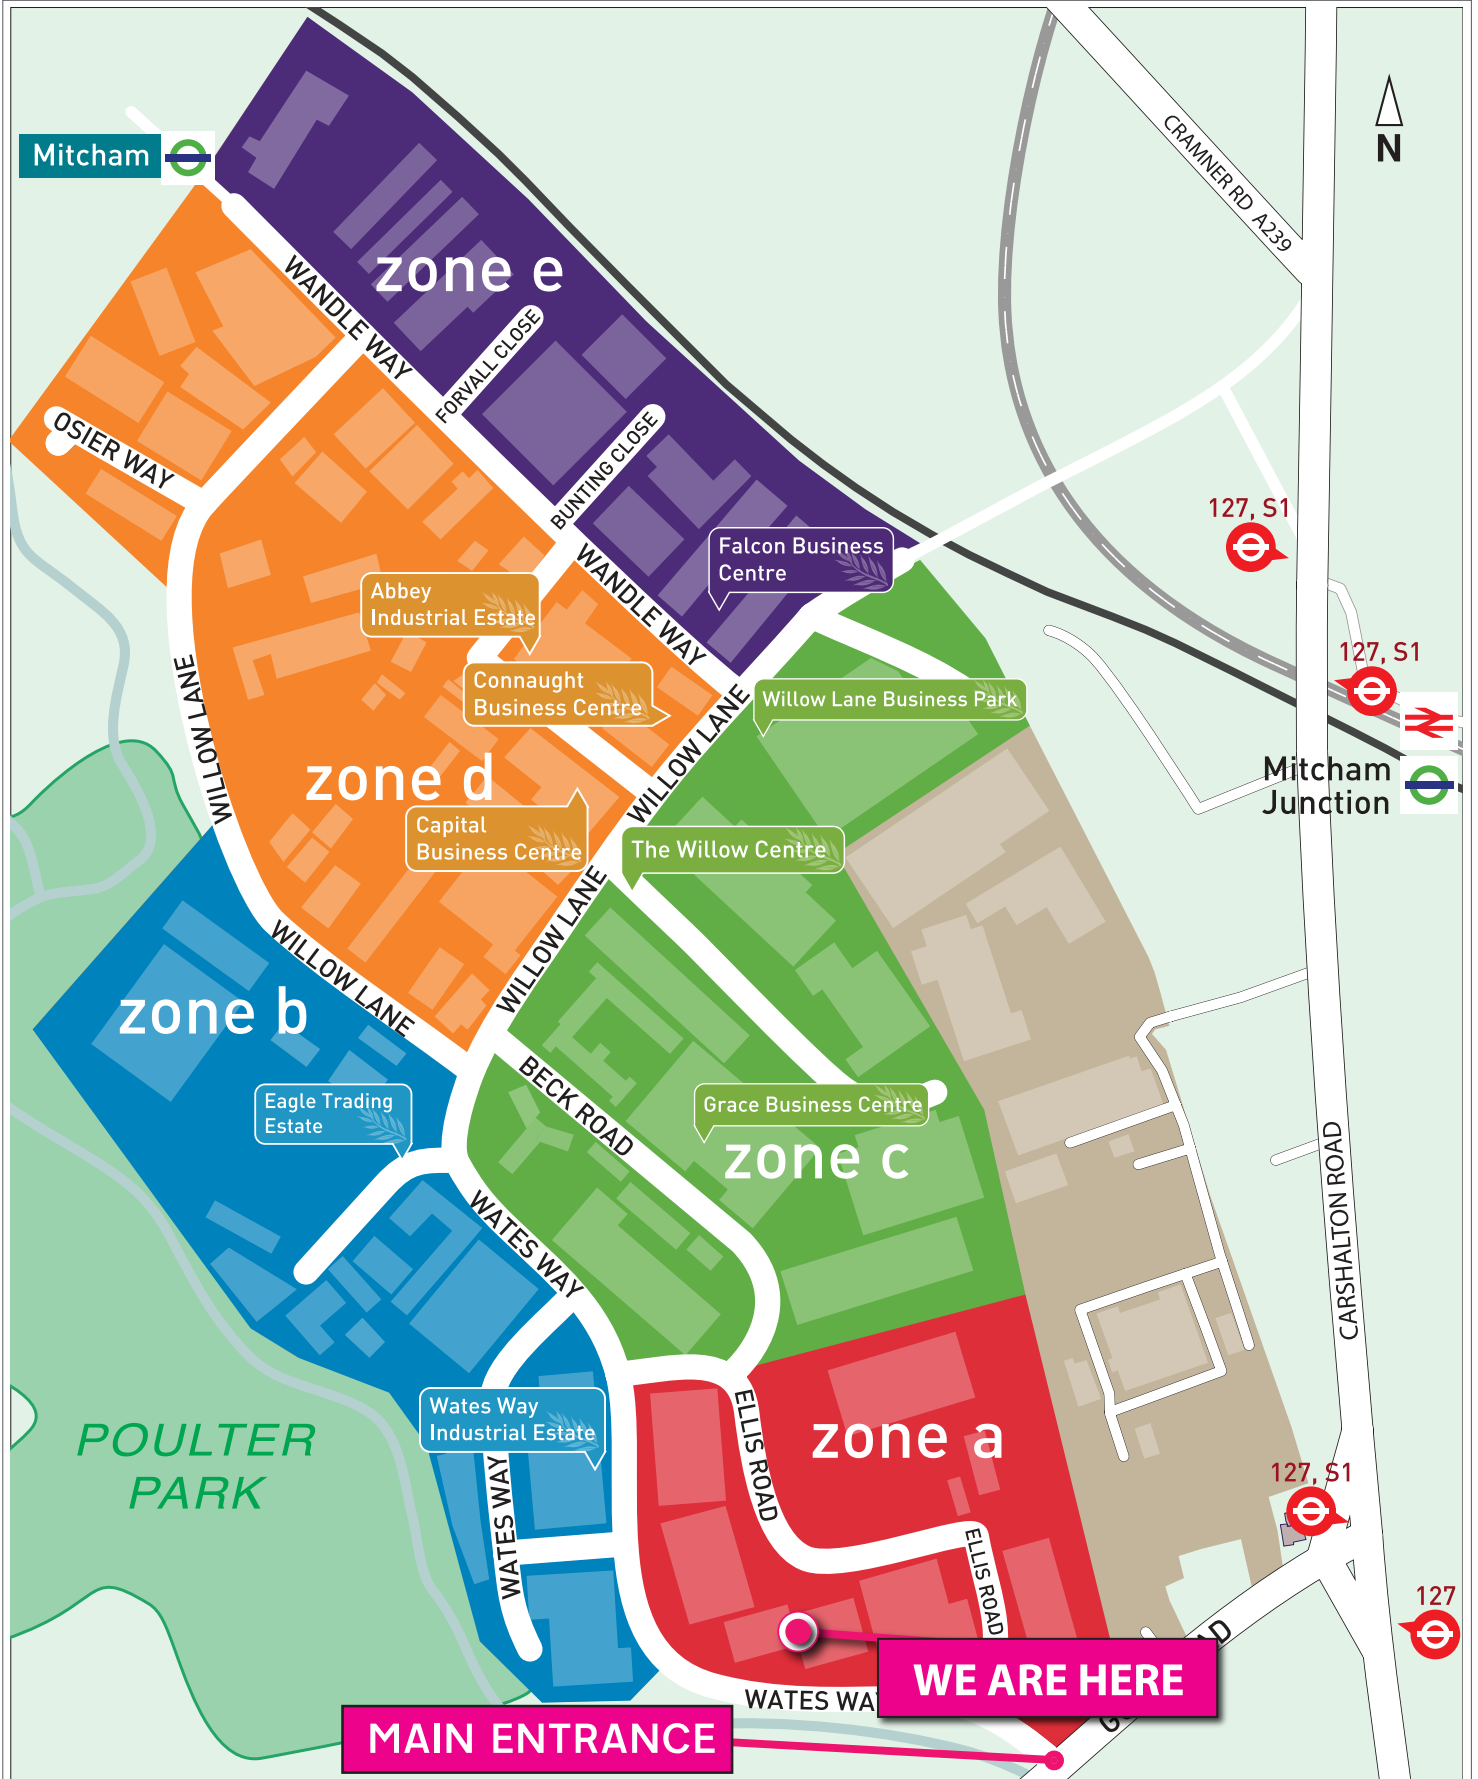 CRAMNER RD A239
N
Mitcham
zone e
WANDLE WAY
FORVALL CLOSE
OSIER WAY
BUNTING CLOSE
127, S1
Falcon Business
Centre
WANDLE WAY
Abbey
Industrial Estate
127, S1
Connaught
Business Centre
Willow Lane Business Park
WILLOW LANE
WILLOW LANE
zone d
Mitcham
Junction
Capital
Business Centre
The Willow Centre
WILLOW LANE
WILLOW LANE
zone b
BECK ROAD
Eagle Trading
Estate
Grace Business Centre
zone c
CARSHALTON ROAD
WATES WAY
Wates Way
Industrial Estate
ELLIS ROAD
zone a
POULTER
PARK
127, S1
WATES WAY
ELLIS ROAD
127
WE ARE HERE
WATES WA
MAIN ENTRANCE